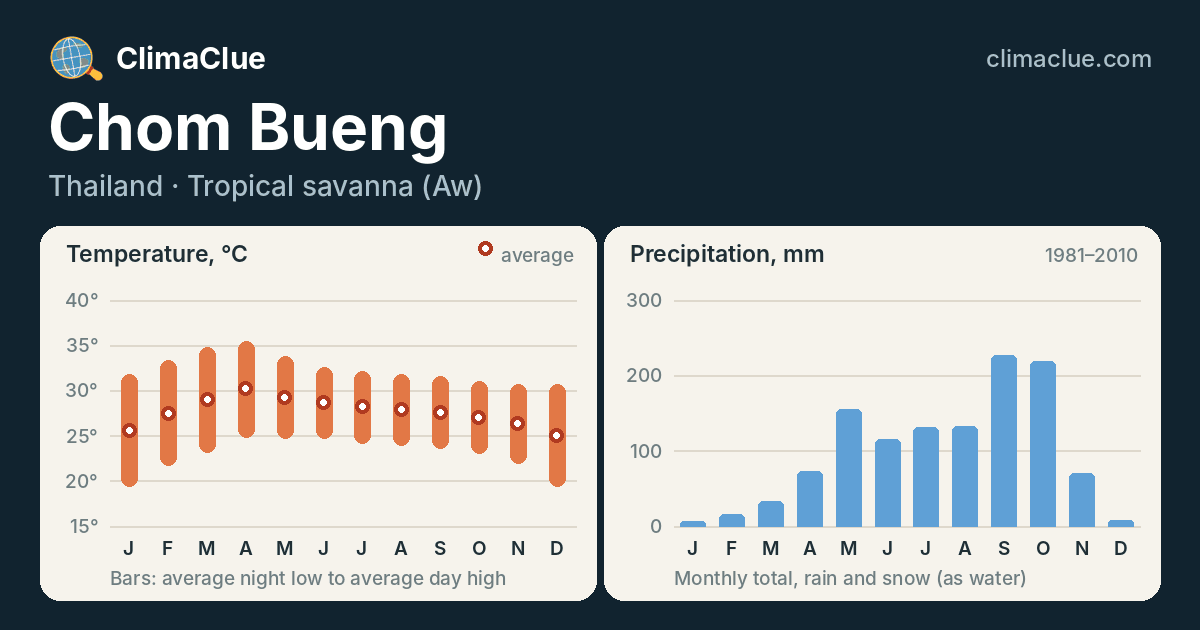 ClimaClue
climaclue.com
Chom Bueng
Thailand · Tropical savanna (Aw)
Temperature, °C
average
40°
35°
30°
25°
20°
15°
J F M A M J J A S O N D
Bars: average night low to average day high
Precipitation, mm
1981–2010
300
200
100
0
J F M A M J J A S O N D
Monthly total, rain and snow (as water)